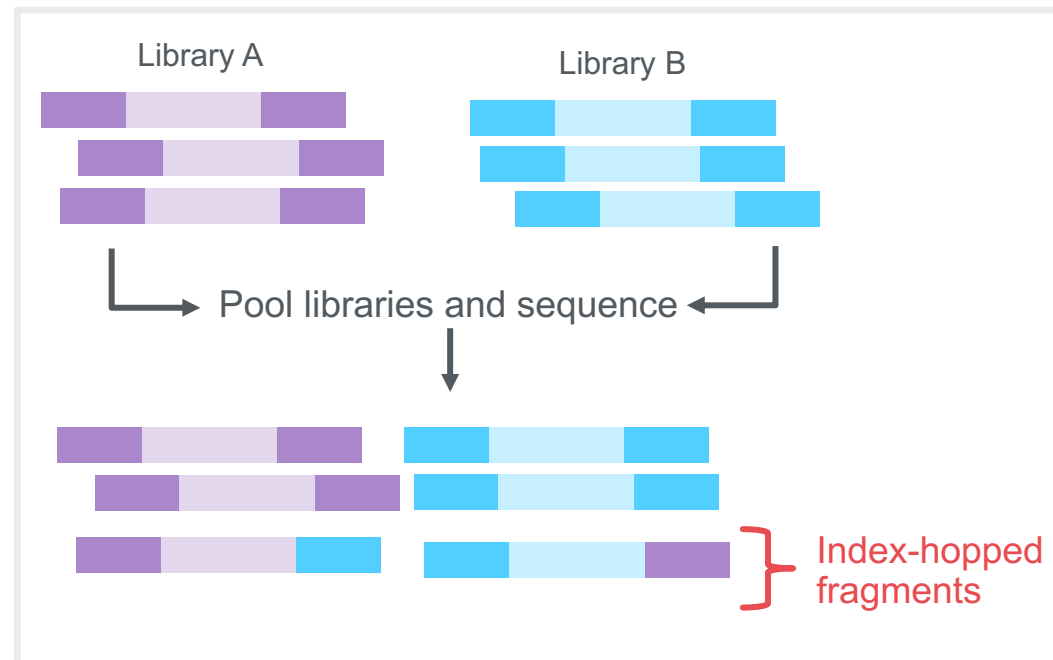 Library A
Library B
Pool libraries and sequence
Index-hopped
fragments